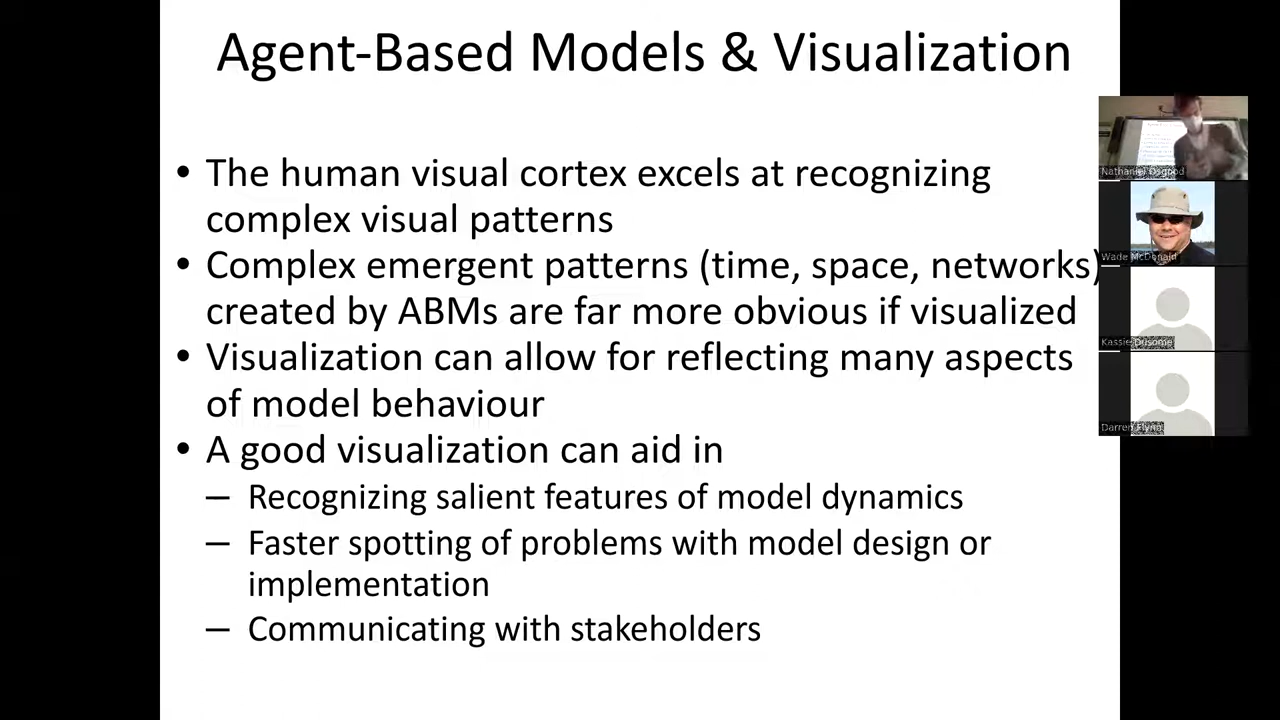 Agent-Based Models & Visualization
• The human visual cortex excels at recognizing
complex visual patterns
• Complex emergent patterns (time, space, networks)
created by ABMs are far more obvious if visualized
• Visualization can allow for reflecting many aspects
of model behaviour
• A good visualization can aid in
– Recognizing salient features of model dynamics
– Faster spotting of problems with model design or
implementation
– Communicating with stakeholders
Nathaniel Osgood
Wade McDonald
Kassie Dusome
Darren Flynn